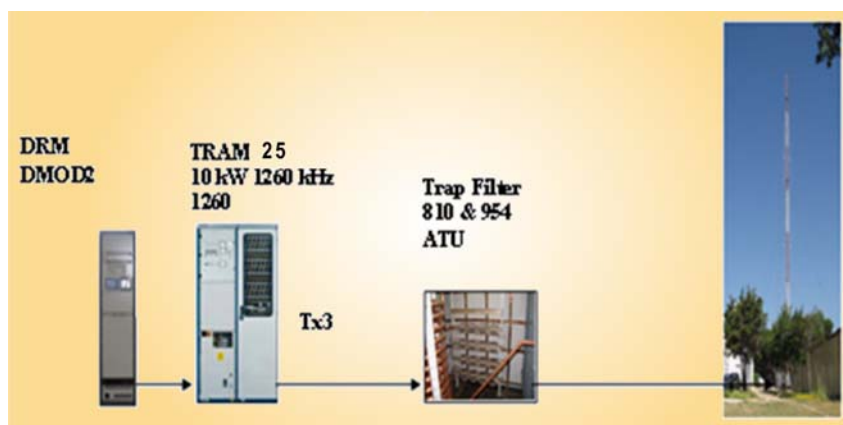 DRM
DMOD2
TRAM 25
10 kW 1260 kHz
1260
Trap Filter
810 & 954
ATU
Tx3